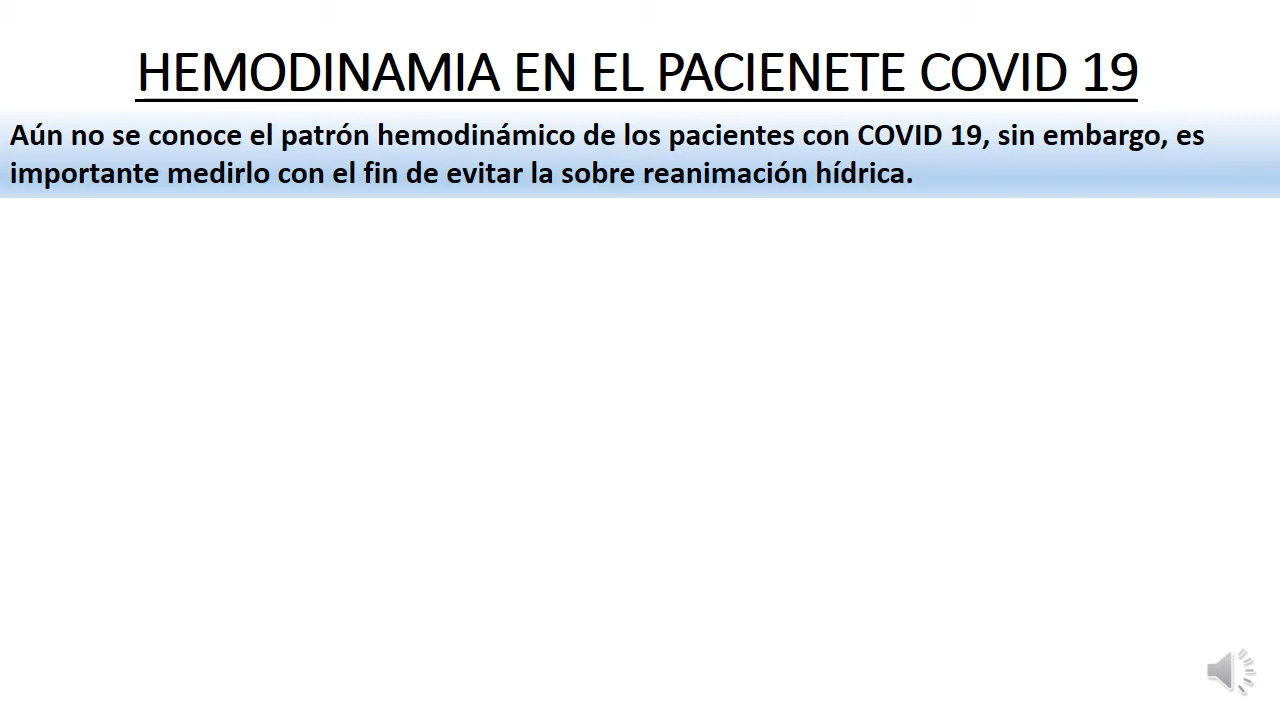 HEMODINAMIA EN EL PACIENETE COVID 19
Aún no se conoce el patrón hemodinámico de los pacientes con COVID 19, sin embargo, es
importante medirlo con el fin de evitar la sobre reanimación hídrica.